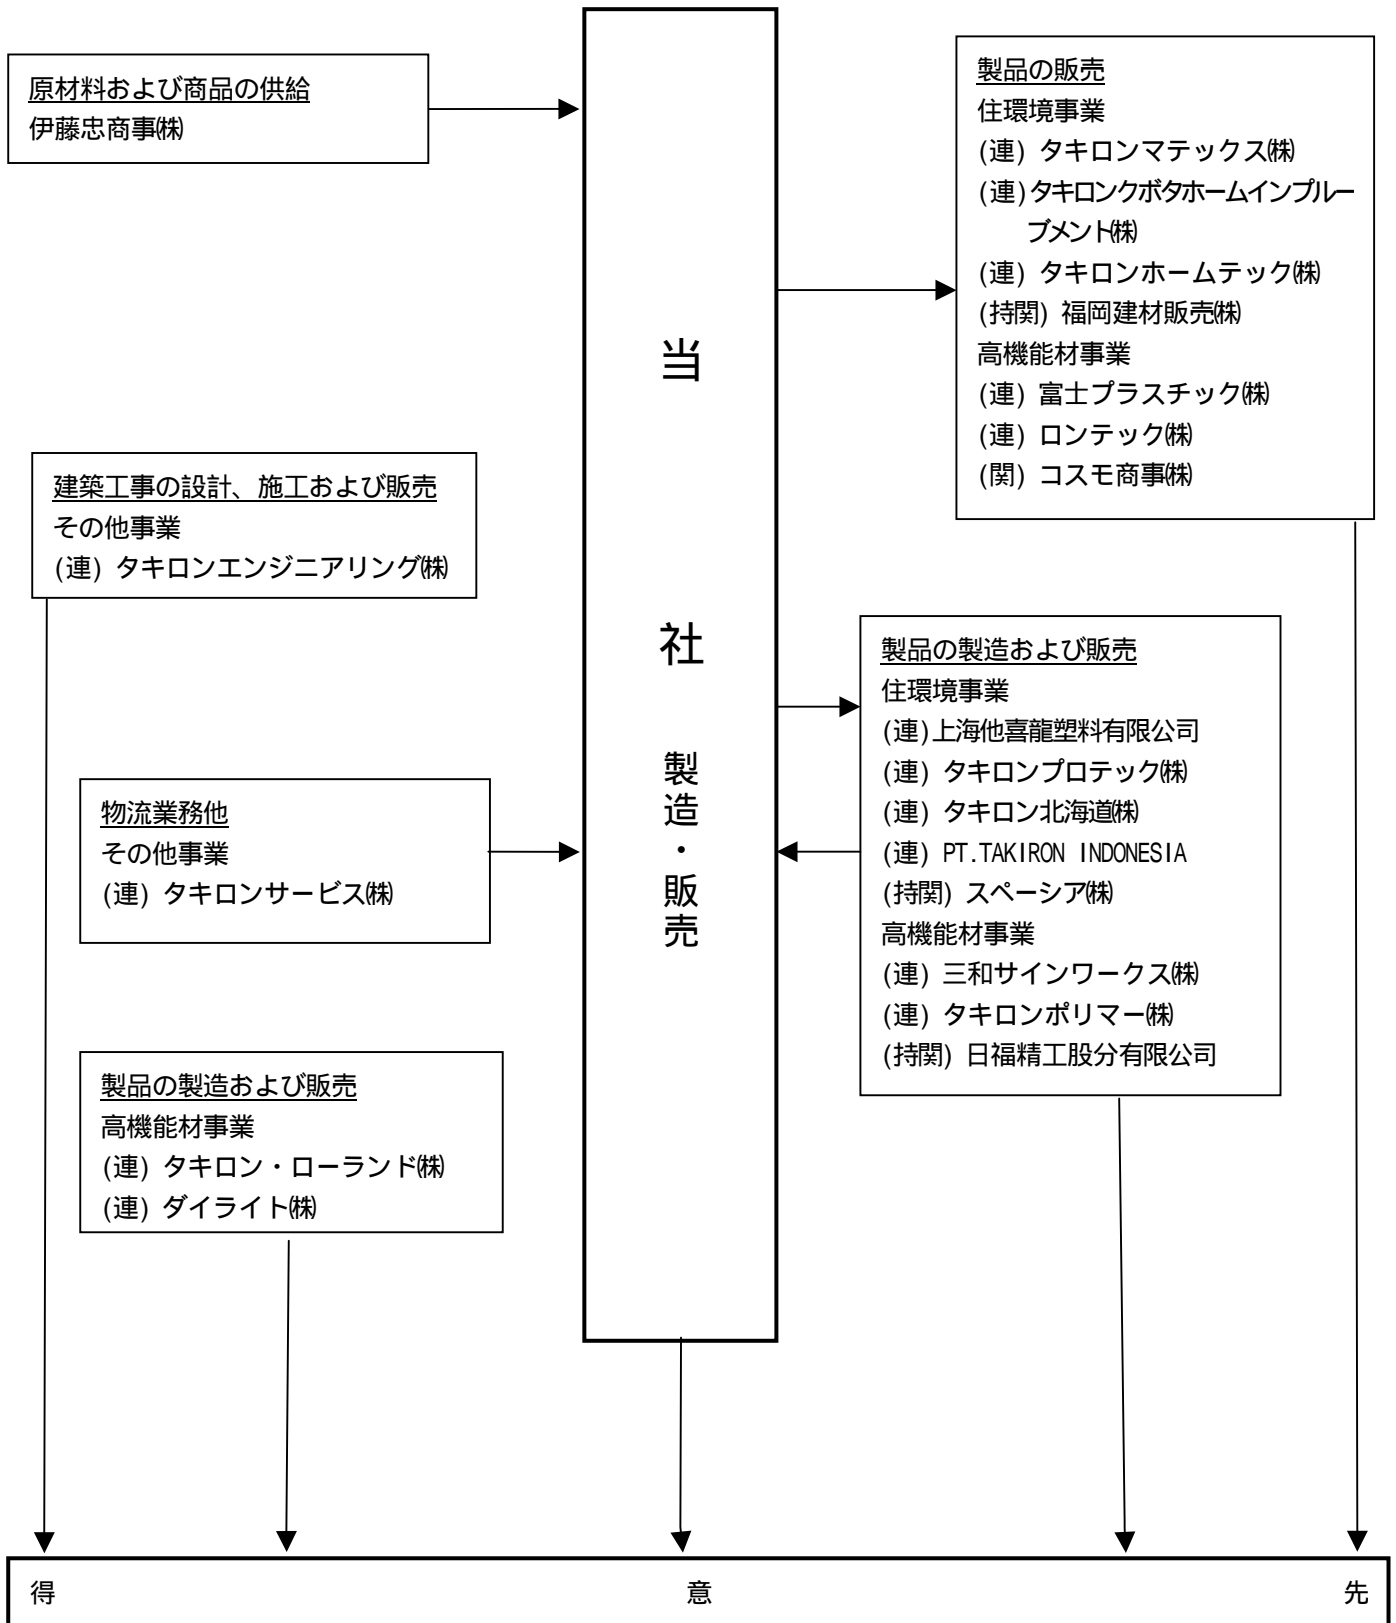 原材料および商品の供給
伊藤忠商事㈱
製品の販売
住環境事業
(連) タキロンマテックス㈱
(連)タキロンクボタホームインプルー
ブメント㈱
(連) タキロンホームテック㈱
(持関) 福岡建材販売㈱
高機能材事業
(連) 富士プラスチック㈱
(連) ロンテック㈱
(関) コスモ商事㈱
当
社
製造・販売
建築工事の設計、施工および販売
その他事業
(連) タキロンエンジニアリング㈱
製品の製造および販売
住環境事業
(連)上海他喜龍塑料有限公司
(連) タキロンプロテック㈱
(連) タキロン北海道㈱
(連) PT.TAKIRON INDONESIA
(持関) スペーシア㈱
高機能材事業
(連) 三和サインワークス㈱
(連) タキロンポリマー㈱
(持関) 日福精工股分有限公司
物流業務他
その他事業
(連) タキロンサービス㈱
製品の製造および販売
高機能材事業
(連) タキロン・ローランド㈱
(連) ダイライト㈱
得 意 先